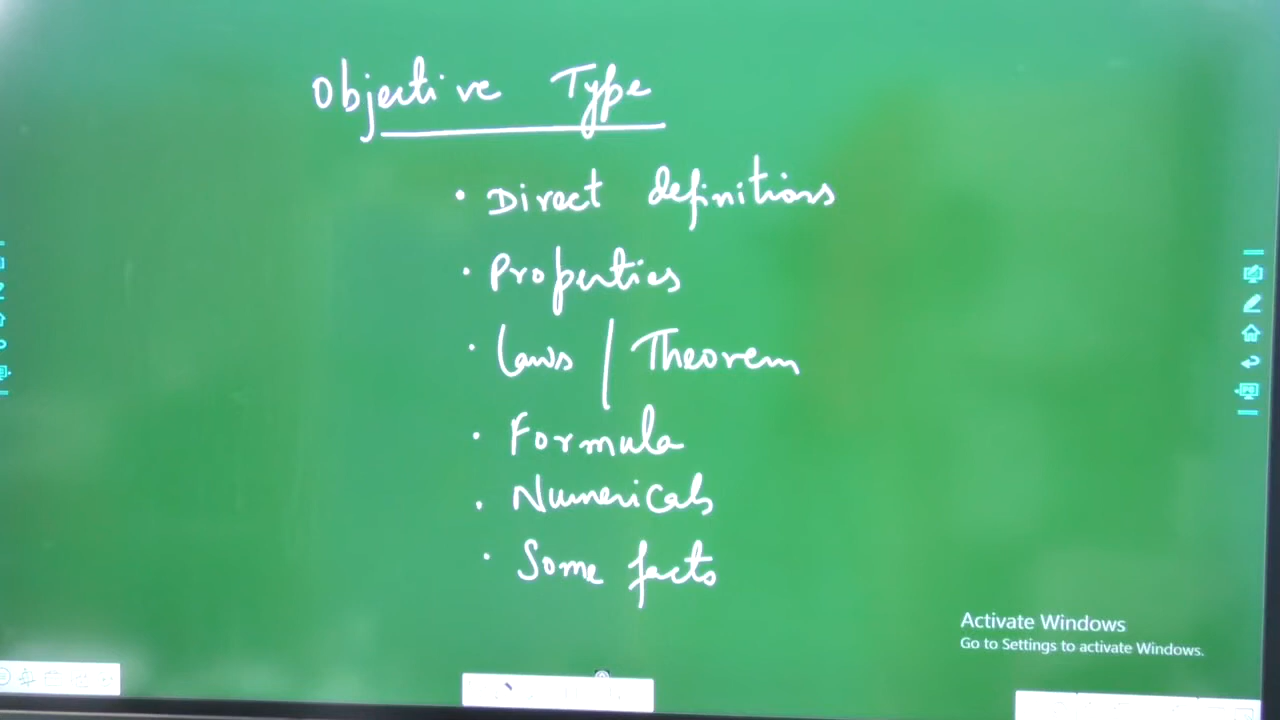 Objective Type
• Direct definitions
• Properties
• Laws / Theorem
• Formula
• Numericals
• Some facts
Activate Windows
Go to Settings to activate Windows.